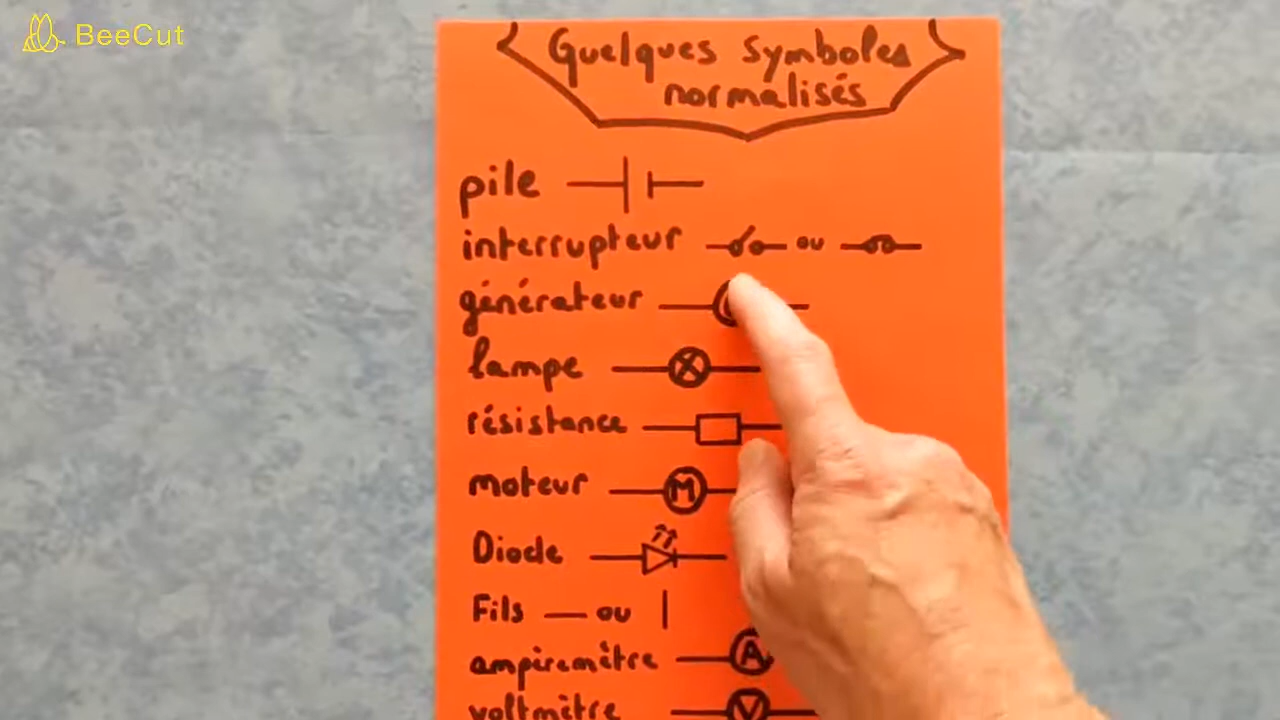 BeeCut
Quelques symboles
normalisés
pile
interrupteur ou
générateur
lampe
résistance
moteur M
Diode
Fils ou
ampèremètre A
voltmètre V